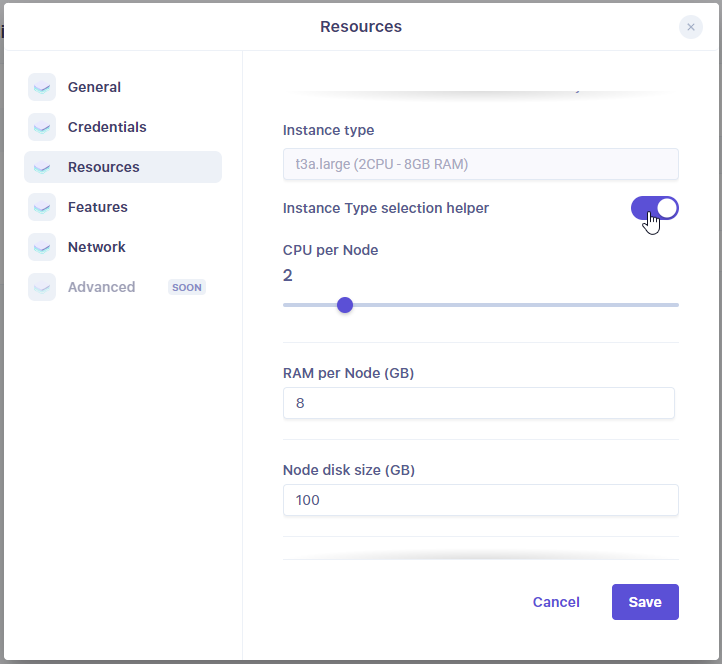 Resources
General
Credentials
Resources
Features
Network
Advanced SOON
Instance type
t3a.large (2CPU - 8GB RAM)
Instance Type selection helper
CPU per Node
2
RAM per Node (GB)
8
Node disk size (GB)
100
Cancel
Save